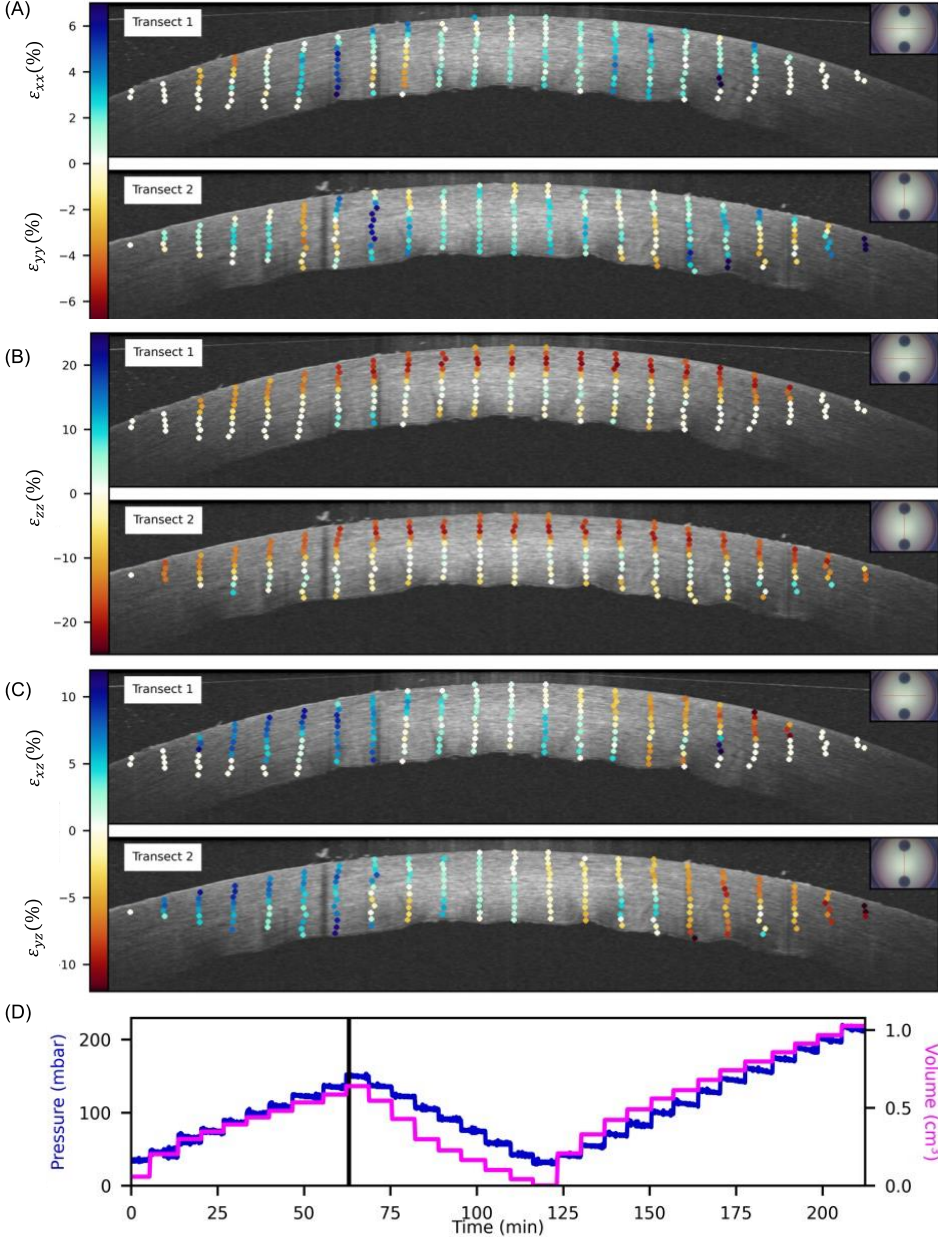 (A)
6
4
2
0
−2
−4
−6
εxx(%)
εyy(%)
Transect 1
Transect 2
(B)
20
10
0
−10
−20
εzz(%)
Transect 1
Transect 2
(C)
10
5
0
−5
-10
εxz(%)
εyz(%)
Transect 1
Transect 2
(D)
200
100
0
Pressure (mbar)
1.0
0.5
0.0
Volume (cm³)
0 25 50 75 100 125 150 175 200
Time (min)